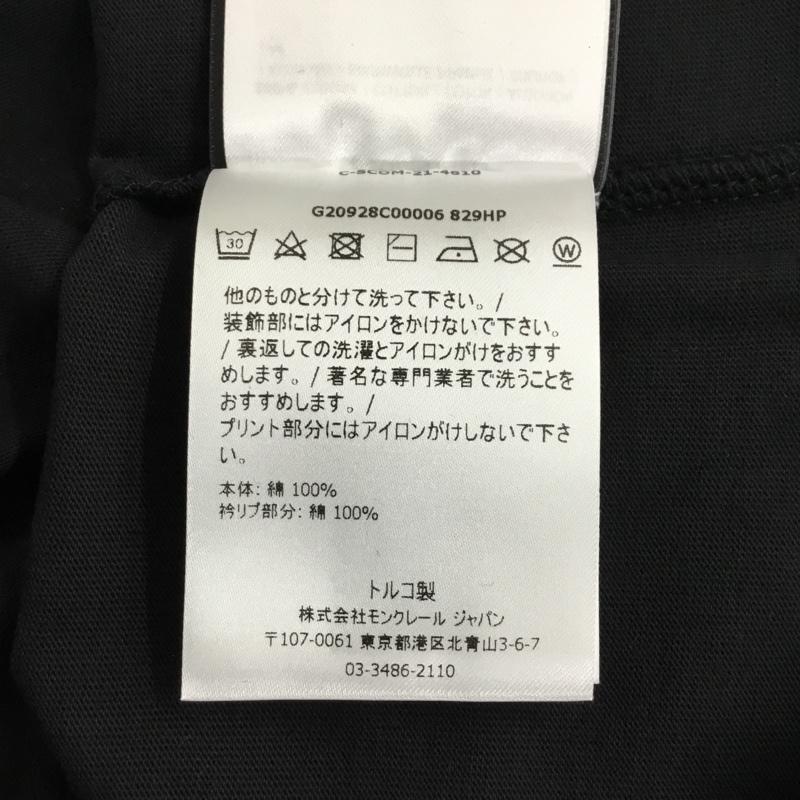 C-SCOM-21-4610
G20928C00006 829HP
30
W
他のものと分けて洗って下さい。/
装飾部にはアイロンをかけないで下さい。
/ 裏返しての洗濯とアイロンがけをおすす
めします。/ 著名な専門業者で洗うことを
おすすめします。/
プリント部分にはアイロンがけしないで下さ
い。
本体: 綿 100%
衿リブ部分: 綿 100%
トルコ製
株式会社モンクレール ジャパン
〒107-0061 東京都港区北青山3-6-7
03-3486-2110